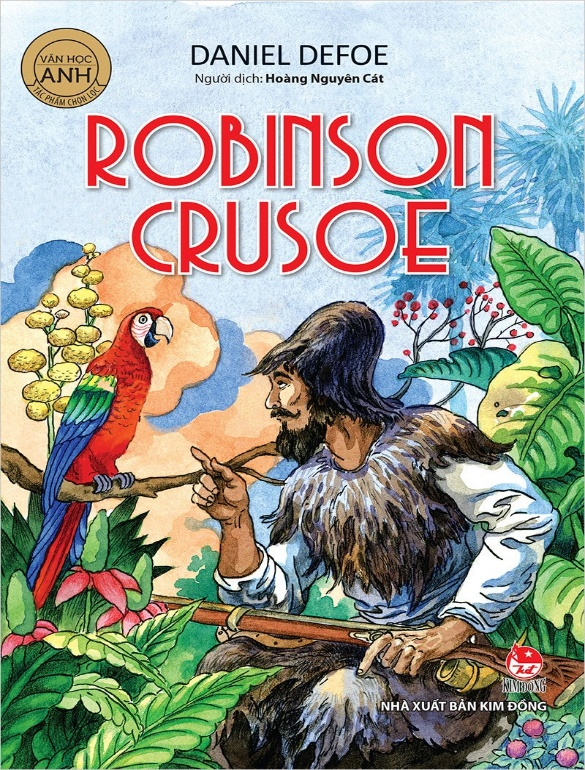 VĂN HỌC
ANH
TÁC PHẨM CHỌN LỌC
DANIEL DEFOE
Người dịch: Hoàng Nguyên Cát
ROBINSON
CRUSOE
kđ
KIM ĐỒNG
NHÀ XUẤT BẢN KIM ĐỒNG